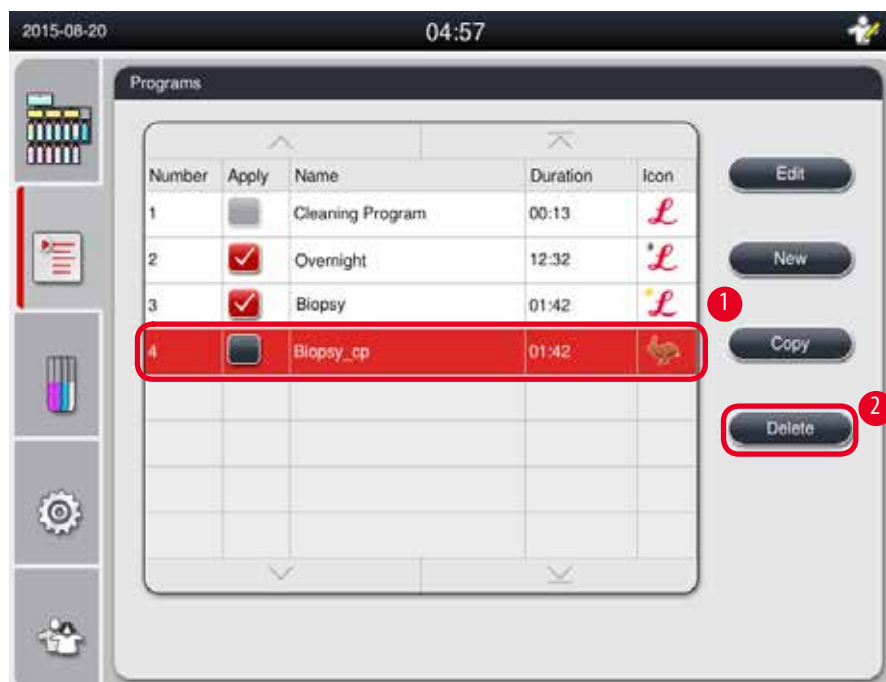 2015-08-20 04:57
Programs
Number Apply Name Duration Icon
1 Cleaning Program 00:13 L
2 Overnight 12:32 L
3 Biopsy 01:42 L
4 Biopsy_cp 01:42
Edit
New
1
Copy
2
Delete